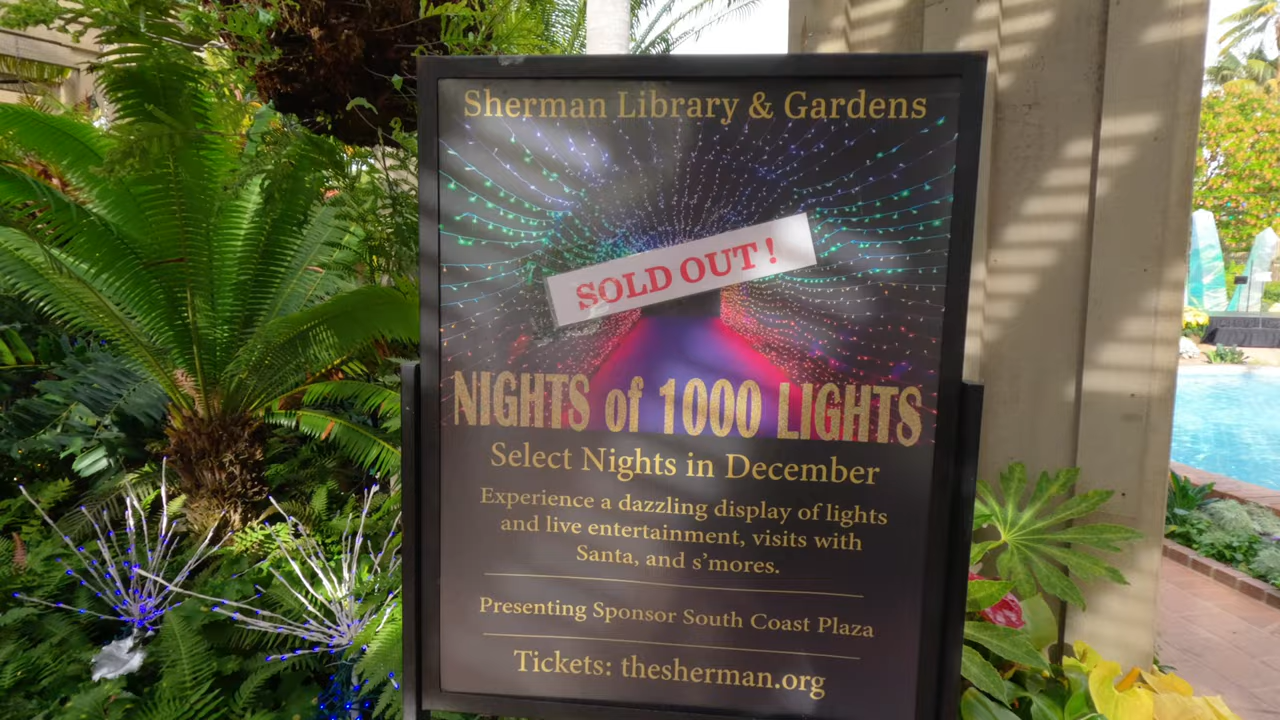 Sherman Library & Gardens
SOLD OUT !
NIGHTS of 1000 LIGHTS
Select Nights in December
Experience a dazzling display of lights
and live entertainment, visits with
Santa, and s’mores.
Presenting Sponsor South Coast Plaza
Tickets: thesherman.org